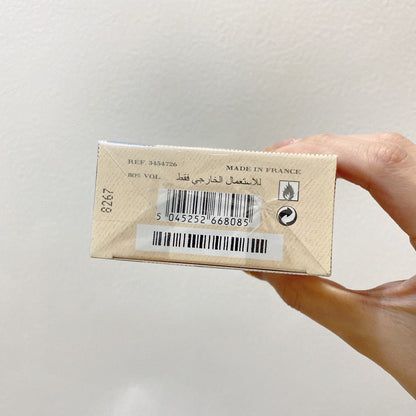 REF. 3454726
MADE IN FRANCE
80% VOL.
للاستعمال الخارجي فقط
8267
5 045252 668085